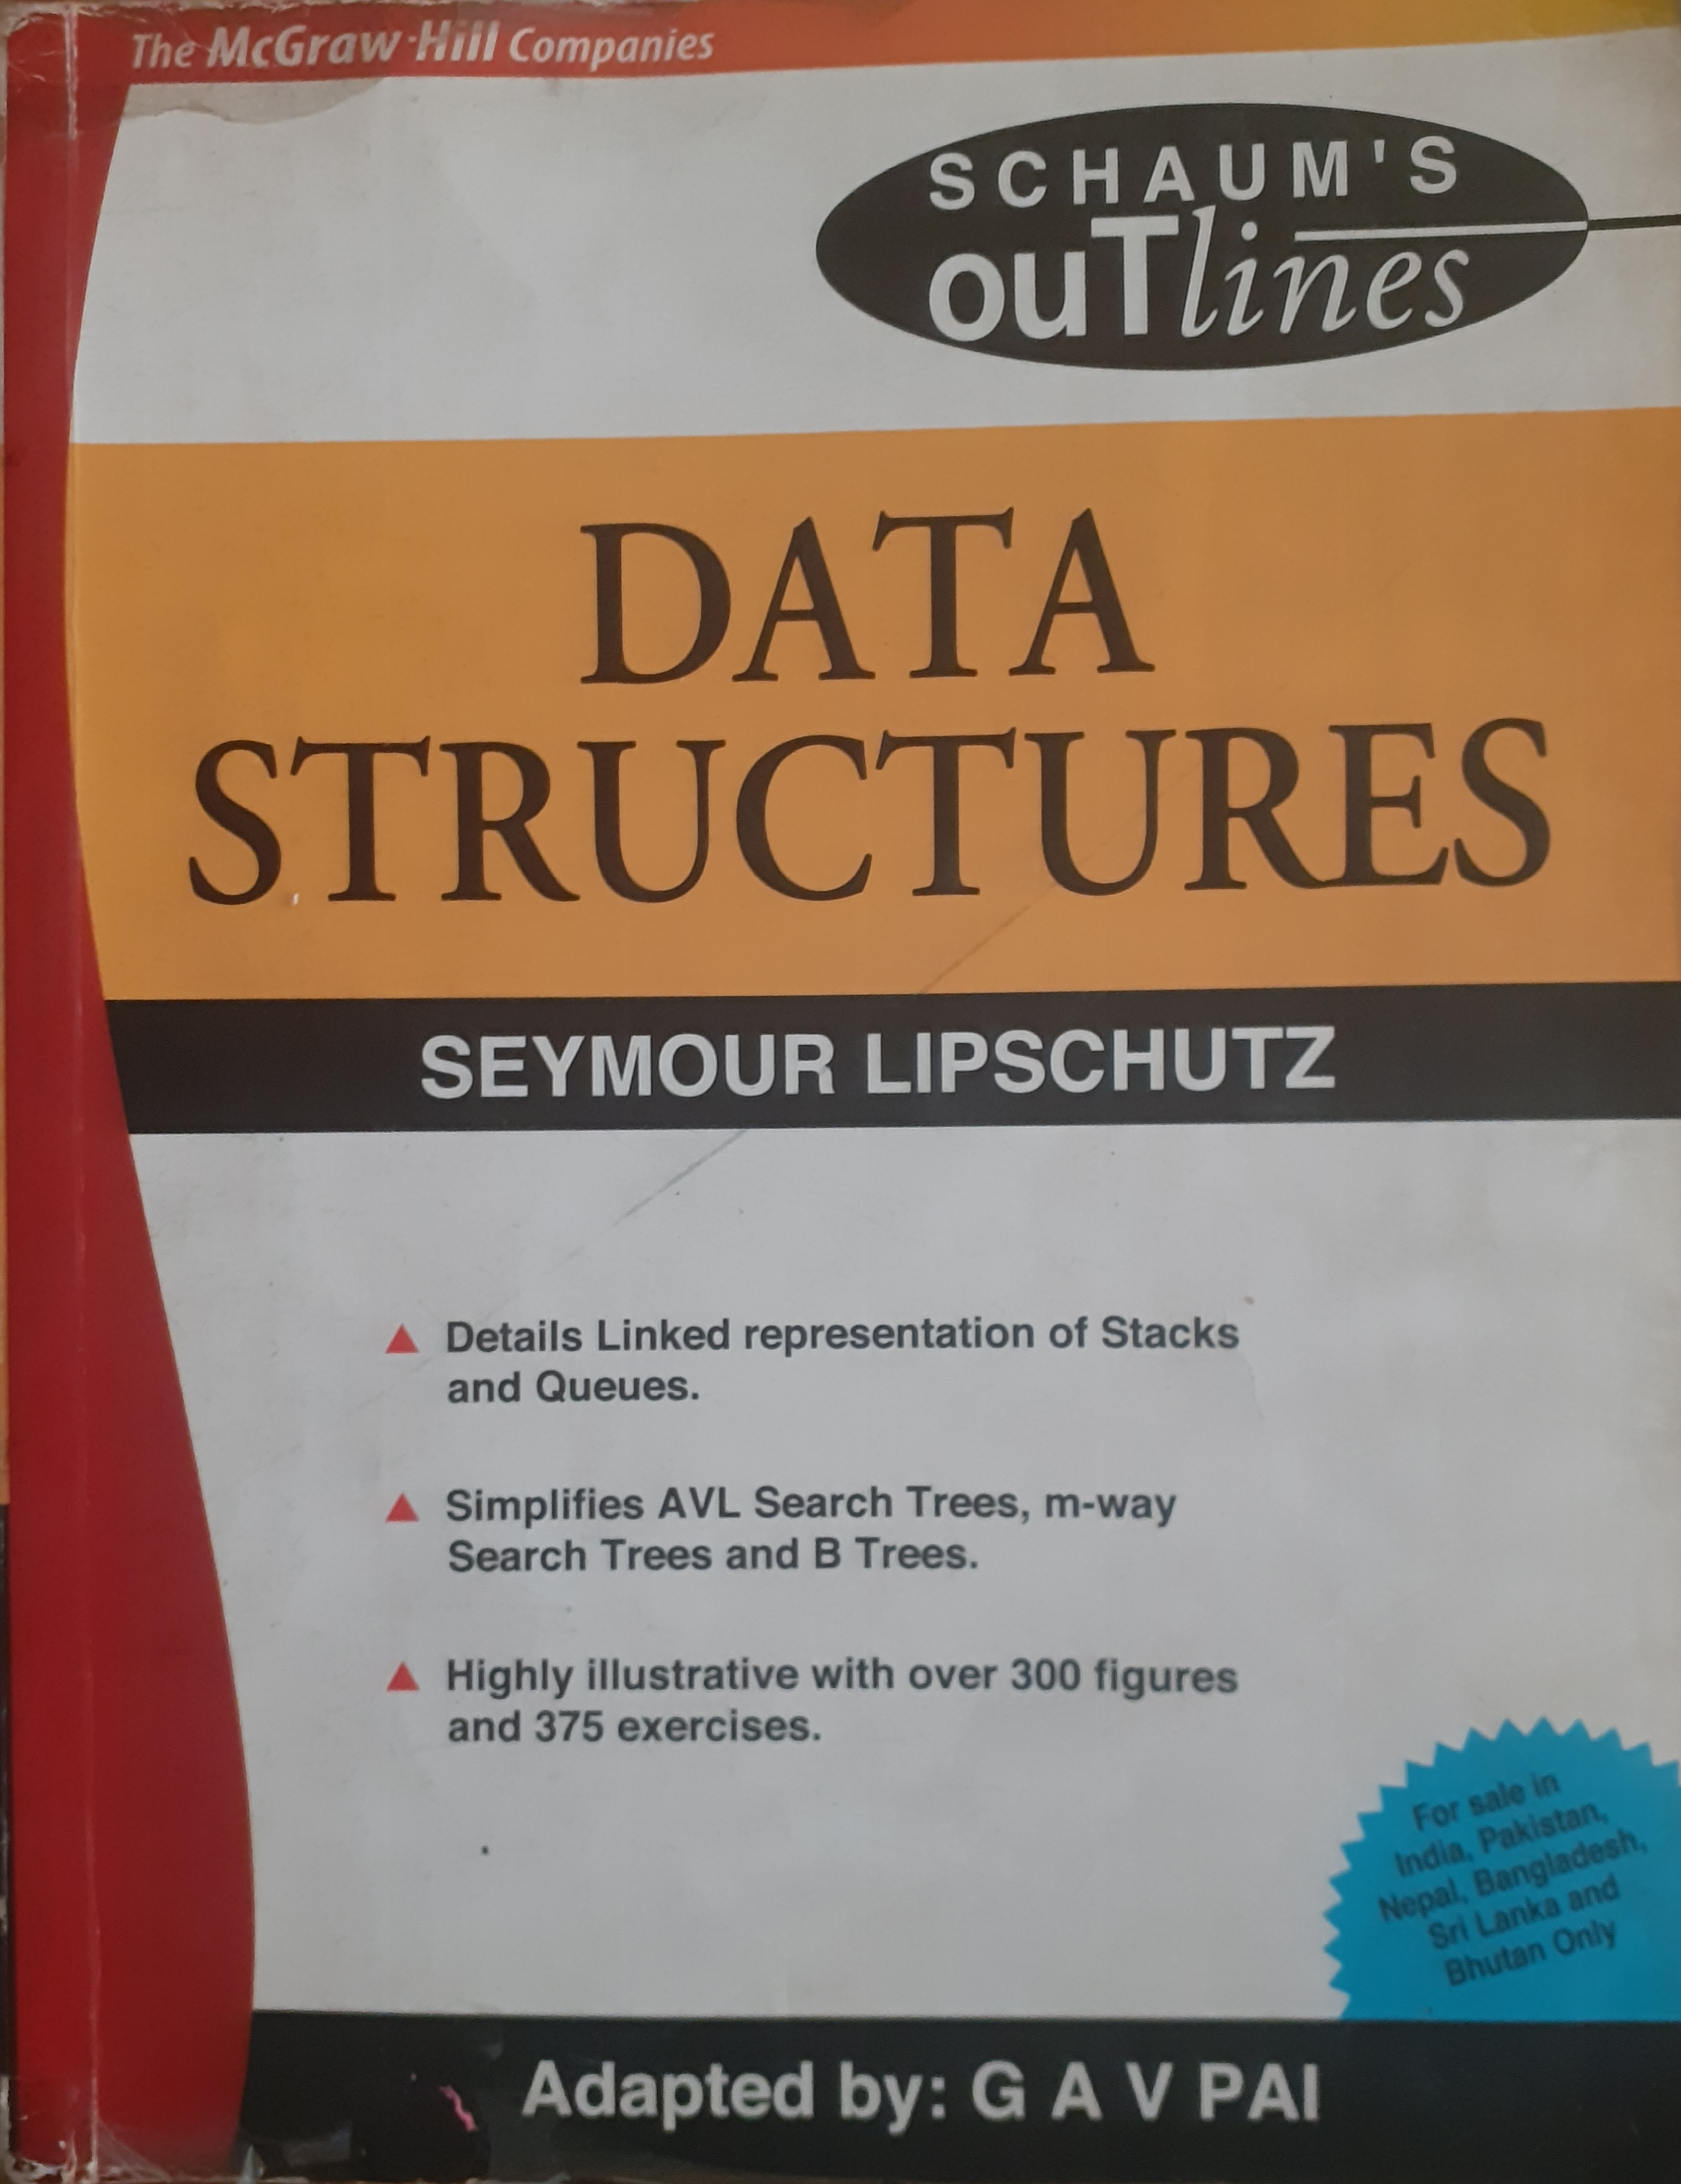 The McGraw-Hill Companies
SCHAUM'S
ouTlines
DATA
STRUCTURES
SEYMOUR LIPSCHUTZ
Details Linked representation of Stacks
and Queues.
Simplifies AVL Search Trees, m-way
Search Trees and B Trees.
Highly illustrative with over 300 figures
and 375 exercises.
For sale in
India, Pakistan,
Nepal, Bangladesh,
Sri Lanka and
Bhutan Only
Adapted by: G A V PAI